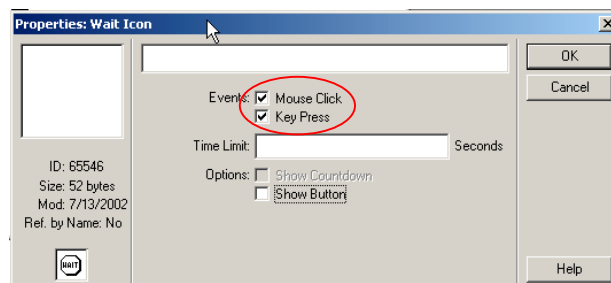 Properties: Wait Icon
OK
Cancel
Events: Mouse Click
Key Press
Time Limit: Seconds
Options: Show Countdown
Show Button
ID: 65546
Size: 52 bytes
Mod: 7/13/2002
Ref. by Name: No
WAIT
Help